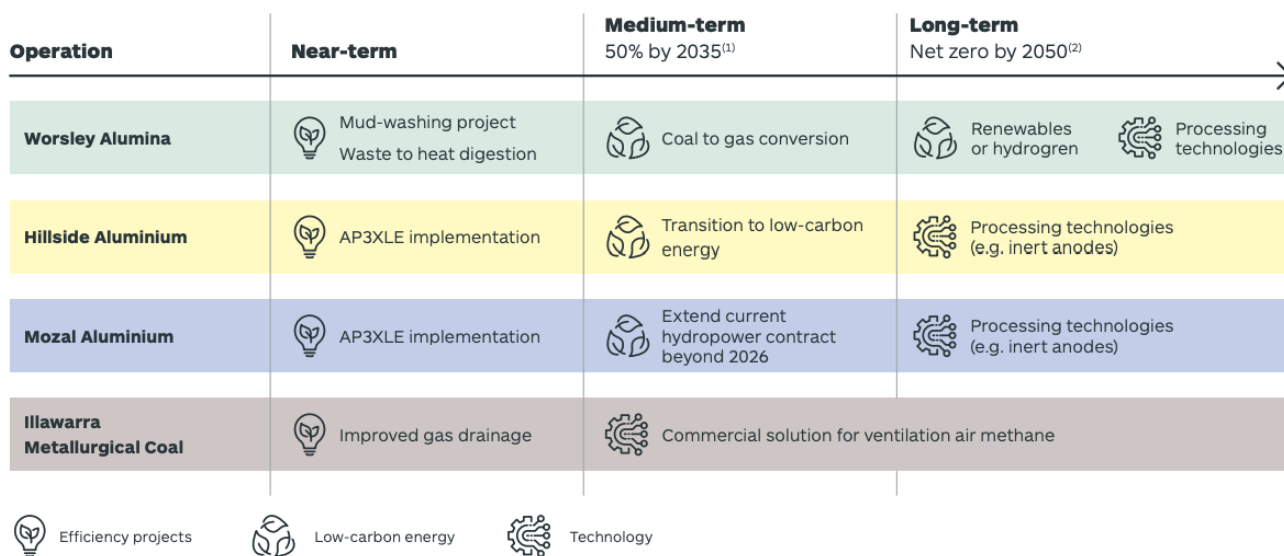 Operation
Near-term
Medium-term
50% by 2035(1)
Long-term
Net zero by 2050(2)
Worsley Alumina
Mud-washing project
Waste to heat digestion
Coal to gas conversion
Renewables
or hydrogren
Processing
technologies
Hillside Aluminium
AP3XLE implementation
Transition to low-carbon
energy
Processing technologies
(e.g. inert anodes)
Mozal Aluminium
AP3XLE implementation
Extend current
hydropower contract
beyond 2026
Processing technologies
(e.g. inert anodes)
Illawarra
Metallurgical Coal
Improved gas drainage
Commercial solution for ventilation air methane
Efficiency projects
Low-carbon energy
Technology